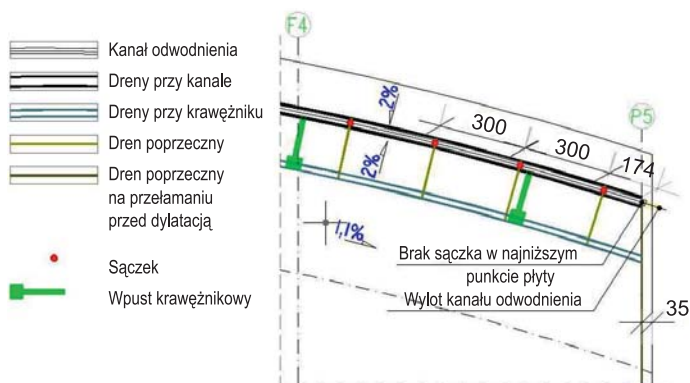 Kanał odwodnienia
Dreny przy kanale
Dreny przy krawężniku
Dren poprzeczny
Dren poprzeczny
na przełamaniu
przed dylatacją
Sączek
Wpust krawężnikowy
F4
P5
2%
300
300
174
2%
1,1%
Brak sączka w najniższym
punkcie płyty
Wylot kanału odwodnienia
35